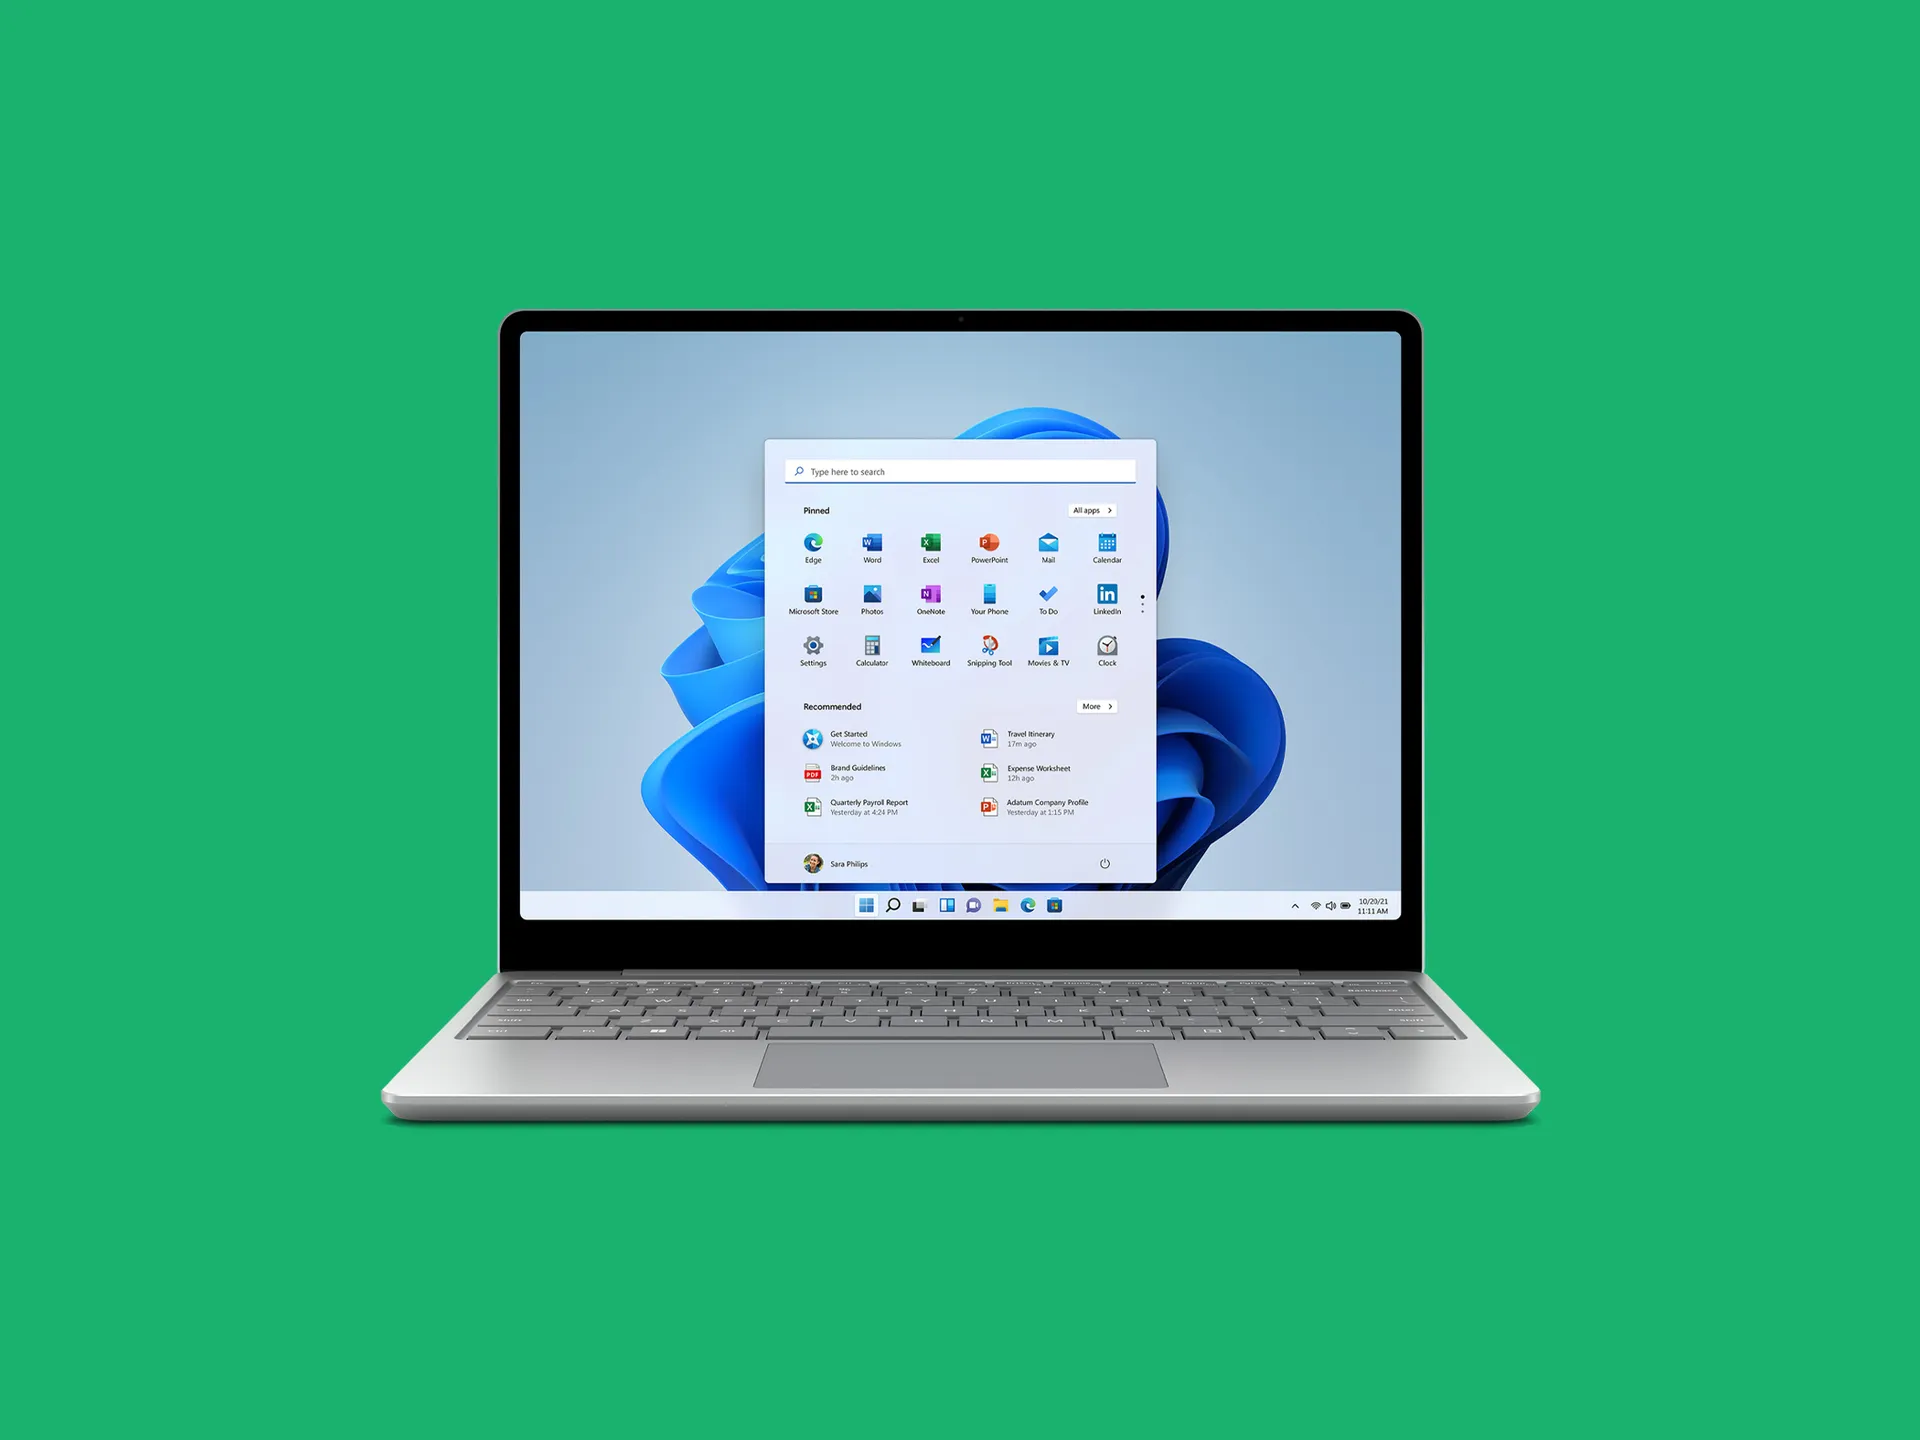 Type here to search
Pinned
All apps
Edge
Word
Excel
PowerPoint
Mail
Calendar
Microsoft Store
Photos
OneNote
Your Phone
To Do
LinkedIn
Settings
Calculator
Whiteboard
Snipping Tool
Movies & TV
Clock
Recommended
More
Get Started
Welcome to Windows
Travel Itinerary
17m ago
Brand Guidelines
2h ago
Expense Worksheet
12h ago
Quarterly Payroll Report
Yesterday at 4:24 PM
Adatum Company Profile
Yesterday at 1:15 PM
Sara Philips
10/20/21
11:11 AM